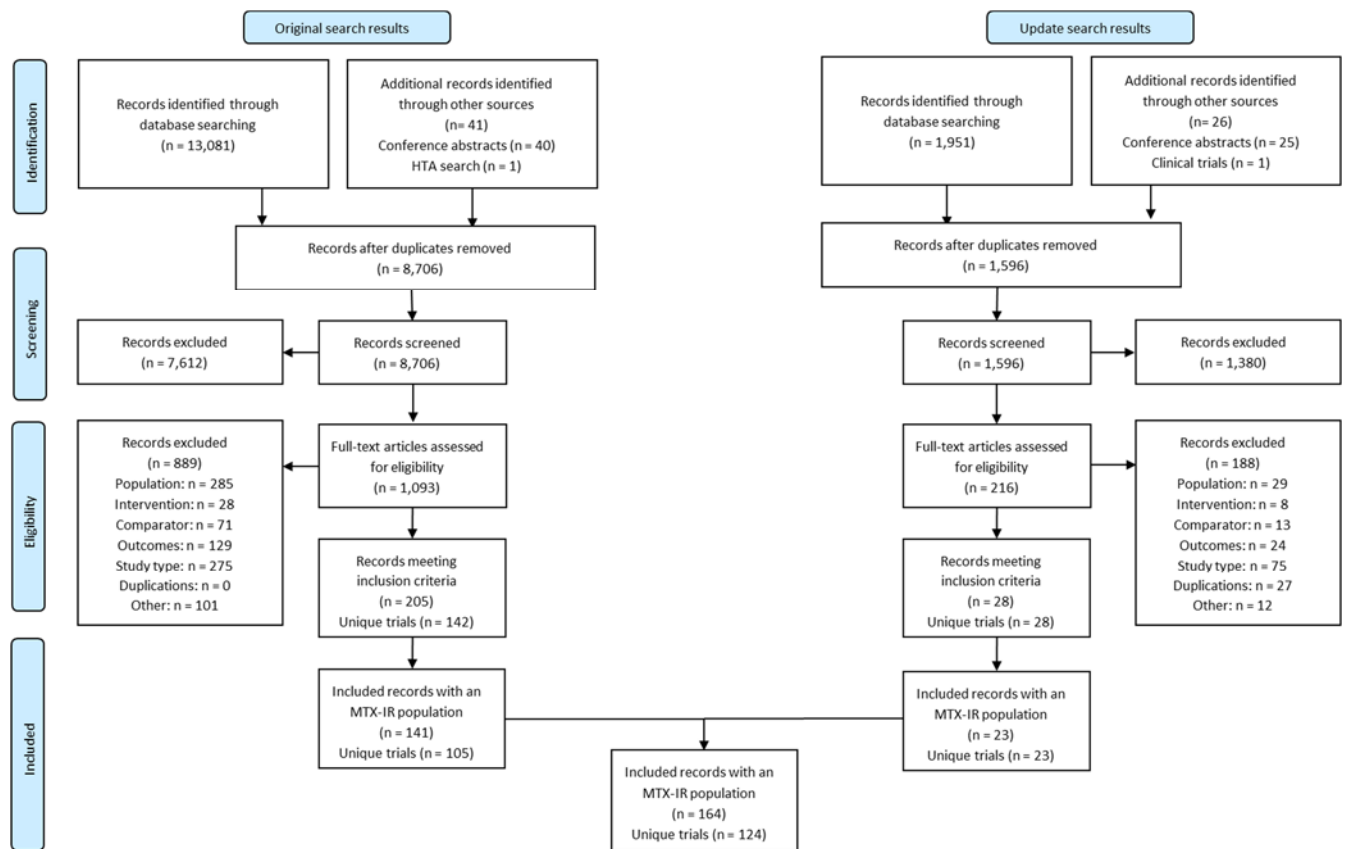 Original search results
Update search results
Identification
Records identified through
database searching
(n = 13,081)
Additional records identified
through other sources
(n= 41)
Conference abstracts (n = 40)
HTA search (n = 1)
Records identified through
database searching
(n = 1,951)
Additional records identified
through other sources
(n= 26)
Conference abstracts (n = 25)
Clinical trials (n = 1)
Screening
Records after duplicates removed
(n = 8,706)
Records after duplicates removed
(n = 1,596)
Records excluded
(n = 7,612)
Records screened
(n = 8,706)
Records screened
(n = 1,596)
Records excluded
(n = 1,380)
Eligibility
Records excluded
(n = 889)
Population: n = 285
Intervention: n = 28
Comparator: n = 71
Outcomes: n = 129
Study type: n = 275
Duplications: n = 0
Other: n = 101
Full-text articles assessed
for eligibility
(n = 1,093)
Full-text articles assessed
for eligibility
(n = 216)
Records excluded
(n = 188)
Population: n = 29
Intervention: n = 8
Comparator: n = 13
Outcomes: n = 24
Study type: n = 75
Duplications: n = 27
Other: n = 12
Records meeting
inclusion criteria
(n = 205)
Unique trials (n = 142)
Records meeting
inclusion criteria
(n = 28)
Unique trials (n = 28)
Included
Included records with an
MTX-IR population
(n = 141)
Unique trials (n = 105)
Included records with an
MTX-IR population
(n = 23)
Unique trials (n = 23)
Included records with an
MTX-IR population
(n = 164)
Unique trials (n = 124)